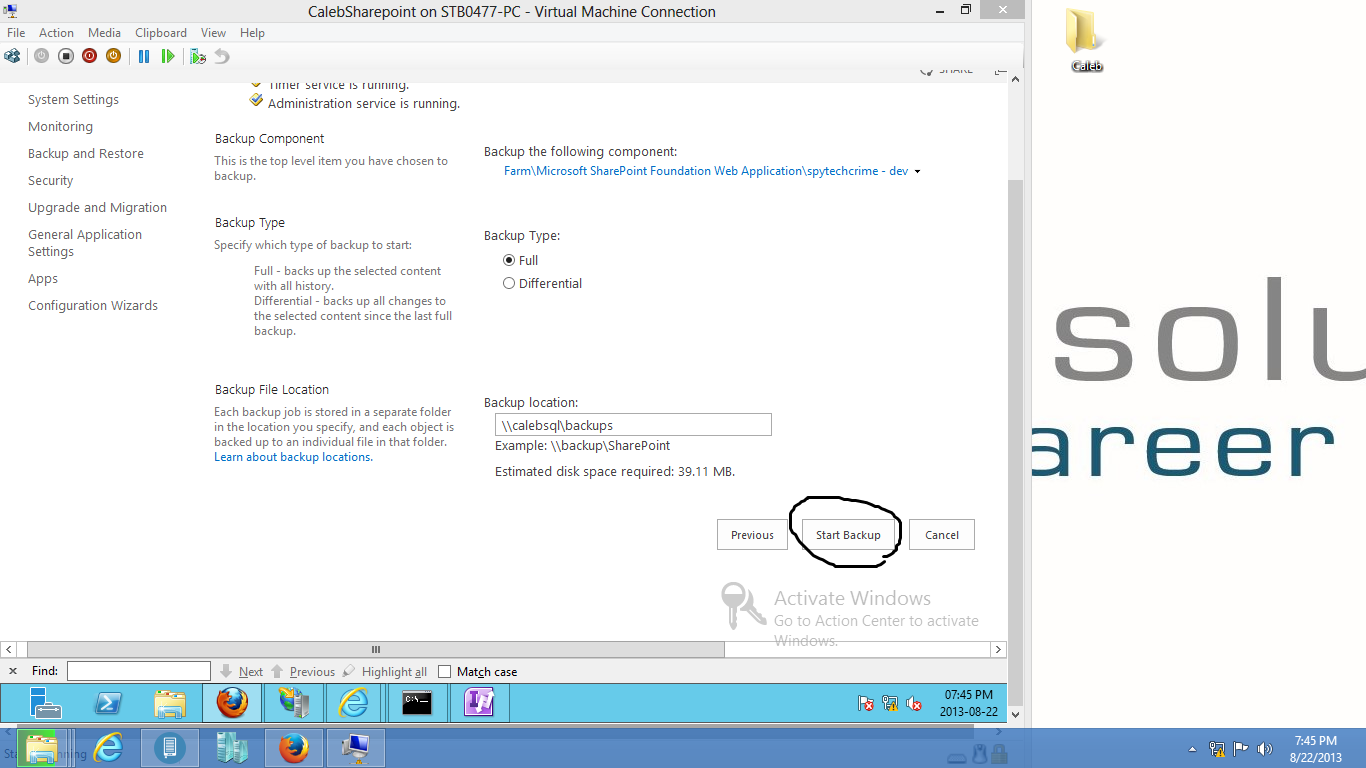 CalebSharepoint on STB0477-PC - Virtual Machine Connection
File Action Media Clipboard View Help
Caleb
SHARE
Timer service is running.
Administration service is running.
System Settings
Monitoring
Backup and Restore
Security
Upgrade and Migration
General Application
Settings
Apps
Configuration Wizards
Backup Component
This is the top level item you have chosen to
backup.
Backup the following component:
Farm\Microsoft SharePoint Foundation Web Application\spytechcrime - dev
Backup Type
Specify which type of backup to start:
Full - backs up the selected content
with all history.
Differential - backs up all changes to
the selected content since the last full
backup.
Backup Type:
Full
Differential
Backup File Location
Each backup job is stored in a separate folder
in the location you specify, and each object is
backed up to an individual file in that folder.
Learn about backup locations.
Backup location:
\\calebsql\backups
Example: \\backup\SharePoint
Estimated disk space required: 39.11 MB.
Previous Start Backup Cancel
Activate Windows
Go to Action Center to activate
Windows.
solu
areer
Find: Next Previous Highlight all Match case
07:45 PM
2013-08-22
7:45 PM
8/22/2013